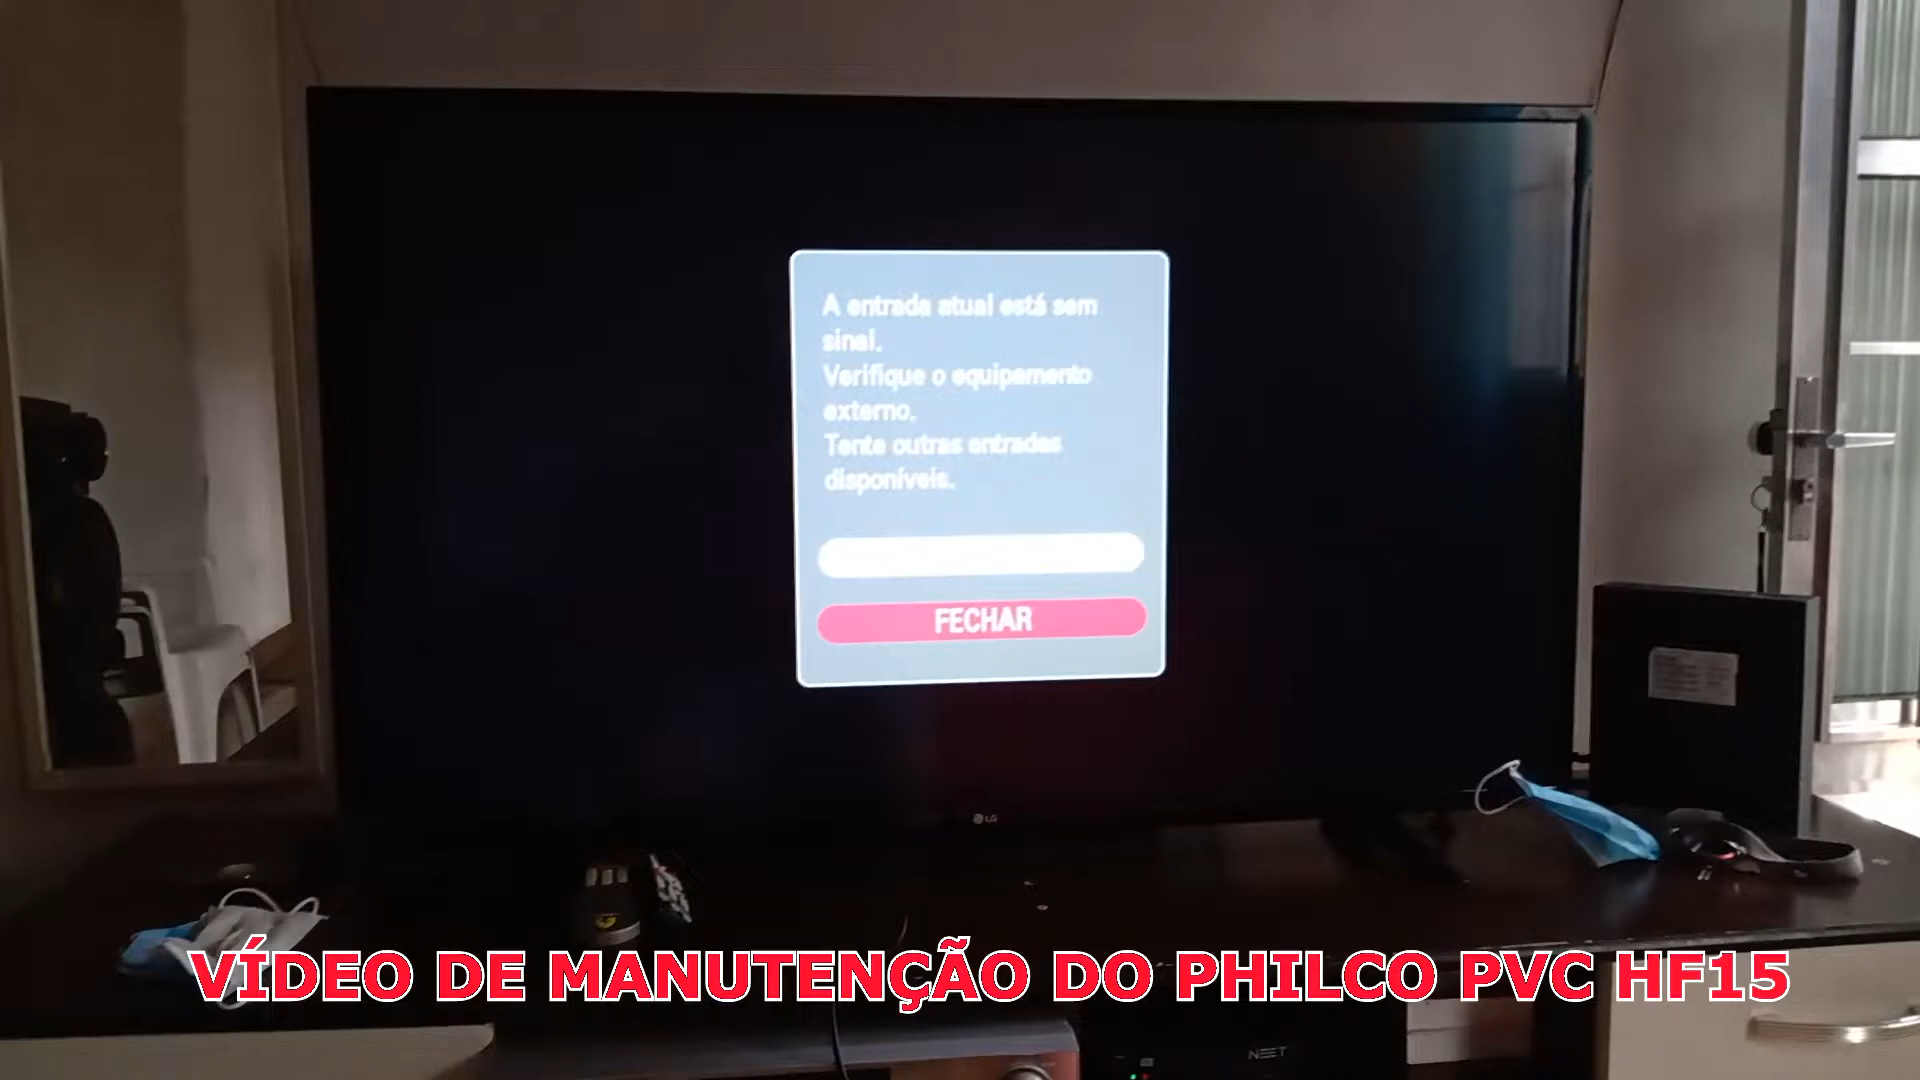 A entrada atual está sem
sinal.
Verifique o equipamento
externo.
Tente outras entradas
disponíveis.
FECHAR
LG
VÍDEO DE MANUTENÇÃO DO PHILCO PVC HF15
NET